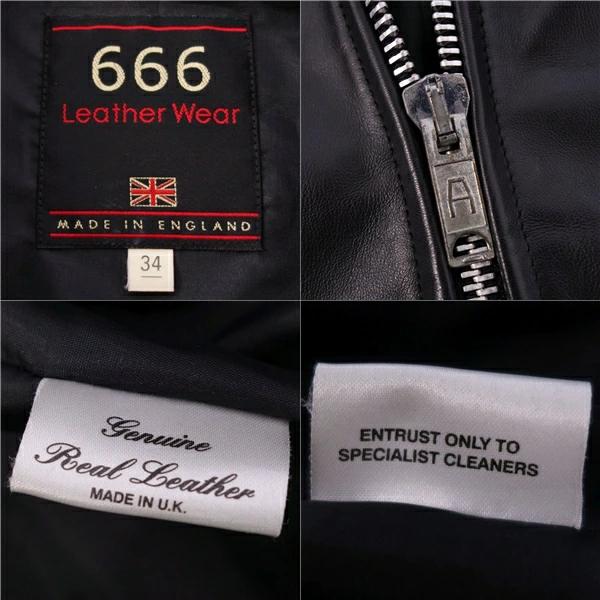 666
Leather Wear
MADE IN ENGLAND
34
A
Genuine
Real Leather
MADE IN U.K.
ENTRUST ONLY TO
SPECIALIST CLEANERS